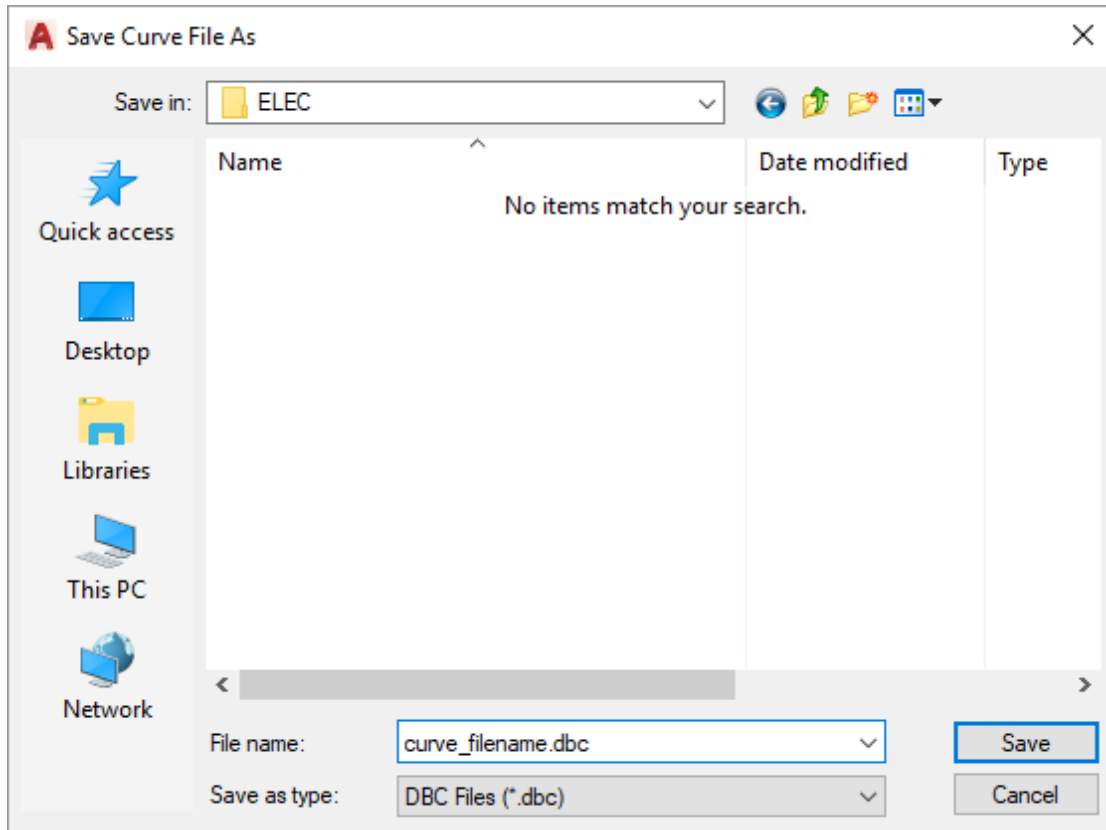 Save Curve File As
Save in: ELEC
Name Date modified Type
No items match your search.
Quick access
Desktop
Libraries
This PC
Network
File name: curve_filename.dbc Save
Save as type: DBC Files (*.dbc) Cancel